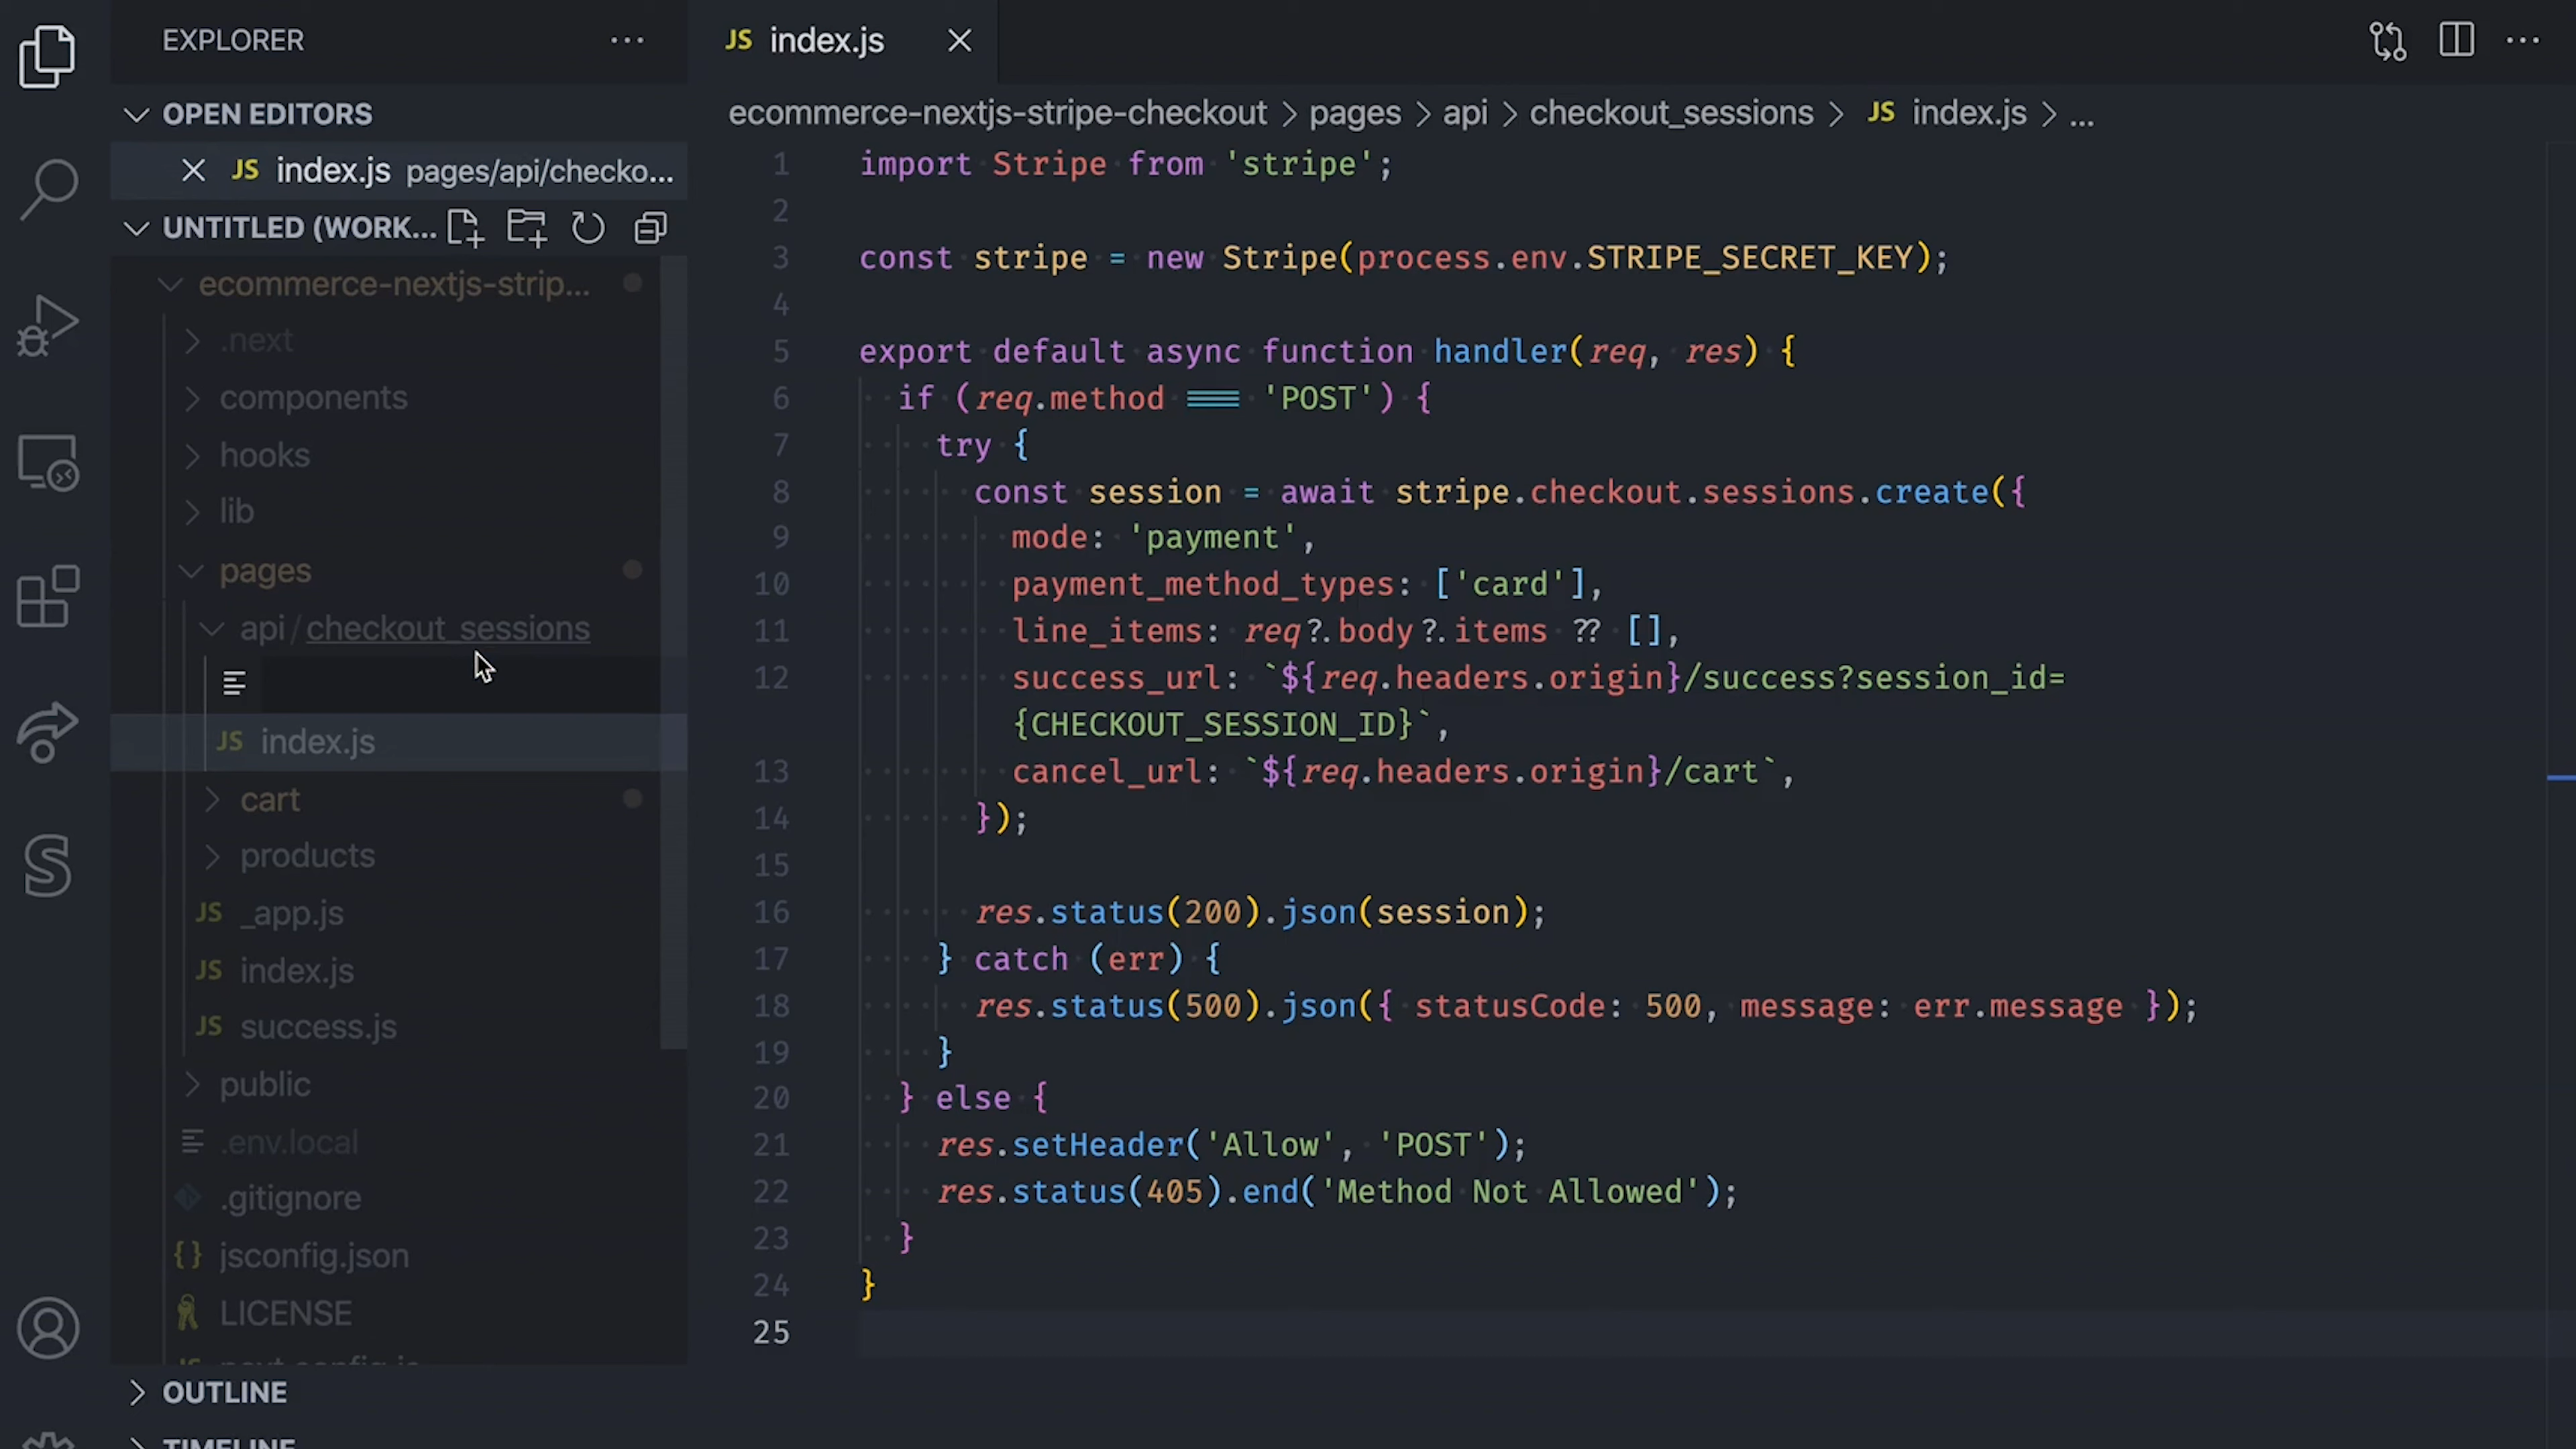 EXPLORER
OPEN EDITORS
JS index.js pages/api/checko...
UNTITLED (WORK...
ecommerce-nextjs-strip...
.next
components
hooks
lib
pages
api/checkout_sessions
JS index.js
cart
products
JS _app.js
JS index.js
JS success.js
public
.env.local
.gitignore
{} jsconfig.json
LICENSE
JS next.config.js
OUTLINE
TIMELINE
JS index.js
ecommerce-nextjs-stripe-checkout > pages > api > checkout_sessions > JS index.js > ...
1 import Stripe from 'stripe';
2
3 const stripe = new Stripe(process.env.STRIPE_SECRET_KEY);
4
5 export default async function handler(req, res) {
6 if (req.method === 'POST') {
7 try {
8 const session = await stripe.checkout.sessions.create({
9 mode: 'payment',
10 payment_method_types: ['card'],
11 line_items: req?.body?.items ?? [],
12 success_url: `${req.headers.origin}/success?session_id=
{CHECKOUT_SESSION_ID}`,
13 cancel_url: `${req.headers.origin}/cart`,
14 });
15
16 res.status(200).json(session);
17 } catch (err) {
18 res.status(500).json({ statusCode: 500, message: err.message });
19 }
20 } else {
21 res.setHeader('Allow', 'POST');
22 res.status(405).end('Method Not Allowed');
23 }
24 }
25